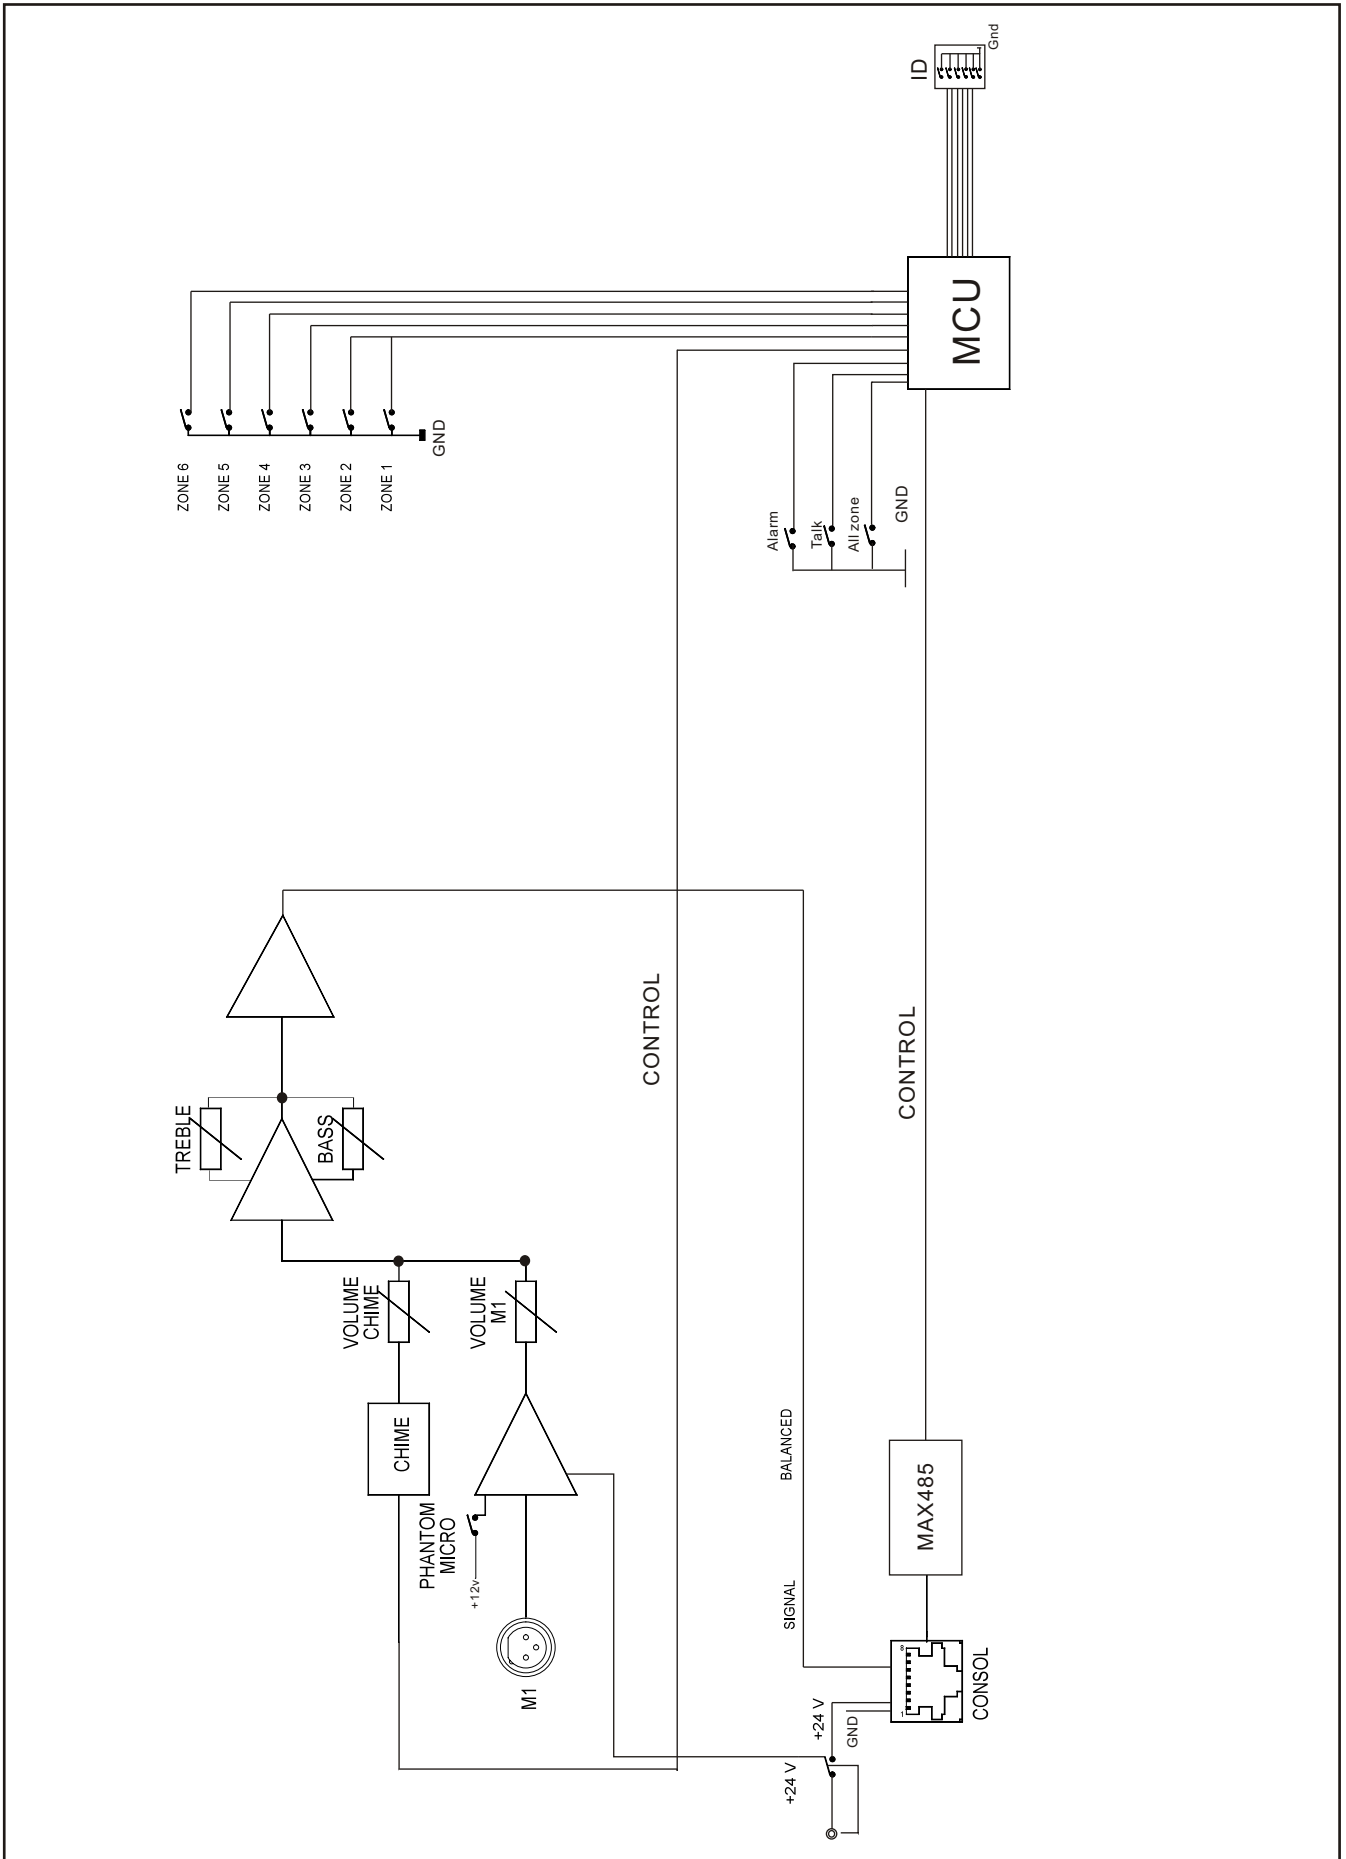 ID
Gnd
MCU
ZONE 6
ZONE 5
ZONE 4
ZONE 3
ZONE 2
ZONE 1
GND
Alarm
Talk
All zone
GND
CONTROL
CONTROL
TREBLE
BASS
VOLUME
CHIME
VOLUME
M1
CHIME
PHANTOM
MICRO
+12v
M1
BALANCED
SIGNAL
MAX485
8
1
CONSOL
+24 V
GND
+24 V